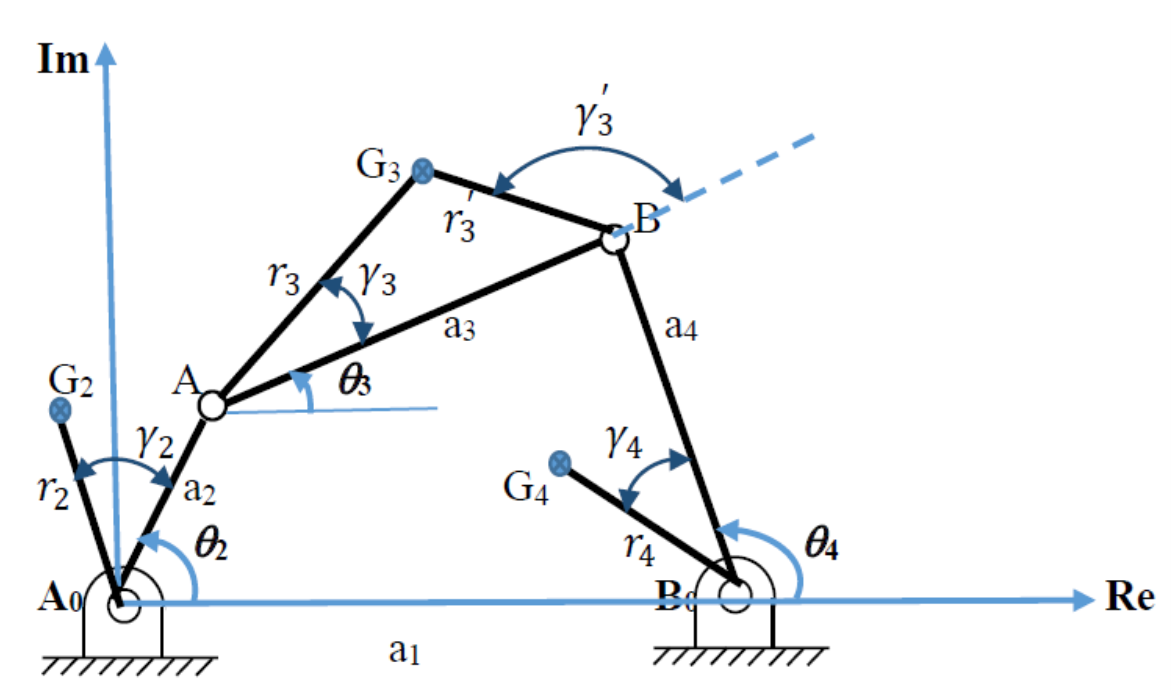 Im
γ₃′
G₃
B
r₃′
r₃
γ₃
a₃
a₄
A
θ₃
G₂
γ₂
γ₄
r₂
a₂
G₄
θ₂
r₄
θ₄
A₀
B₀
Re
a₁